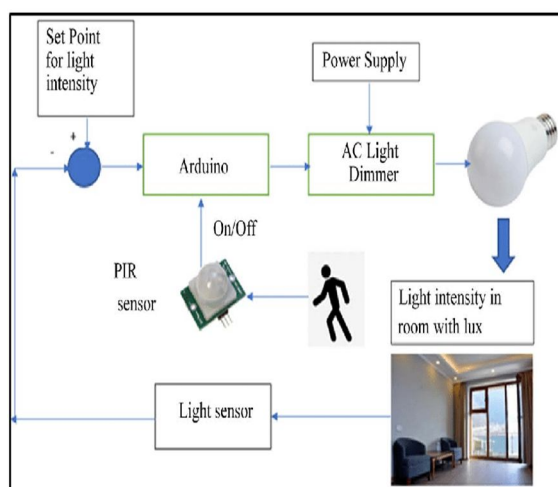 Set Point
for light
intensity
Power Supply
+
-
Arduino
AC Light
Dimmer
On/Off
PIR
sensor
Light intensity in
room with lux
Light sensor